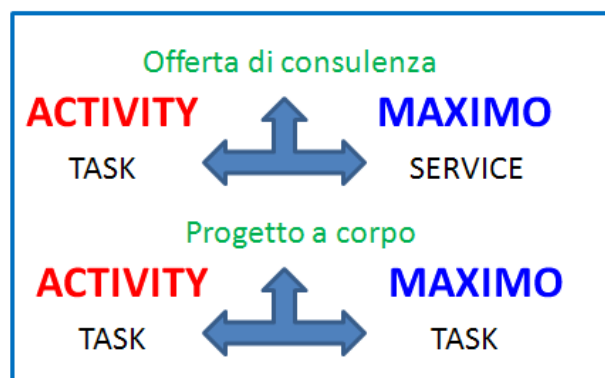 Offerta di consulenza
ACTIVITY MAXIMO
TASK SERVICE
Progetto a corpo
ACTIVITY MAXIMO
TASK TASK